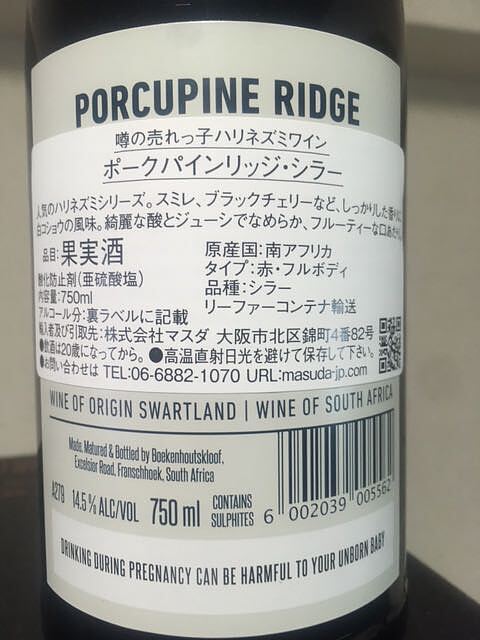 PORCUPINE RIDGE
噂の売れっ子ハリネズミワイン
ポークパインリッジ・シラー
人気のハリネズミシリーズ。スミレ、ブラックチェリーなど、しっかりした香りに
白コショウの風味。綺麗な酸とジューシでなめらか、フルーティーな口あたり
品目:果実酒
酸化防止剤(亜硫酸塩)
内容量:750ml
アルコール分:裏ラベルに記載
原産国:南アフリカ
タイプ:赤・フルボディ
品種:シラー
リーファーコンテナ輸送
輸入者及び引取先:株式会社マスダ 大阪市北区錦町4番82号
●飲酒は20歳になってから。●高温直射日光を避けて保存して下さい。
●お問い合わせは TEL:06-6882-1070 URL:masuda-jp.com
WINE OF ORIGIN SWARTLAND | WINE OF SOUTH AFRICA
Made, Matured & Bottled by Boekenhoutskloof,
Excelsior Road, Franschhoek, South Africa
A279 14.5% ALC/VOL 750 ml CONTAINS
SULPHITES
6 002039 005562
DRINKING DURING PREGNANCY CAN BE HARMFUL TO YOUR UNBORN BABY